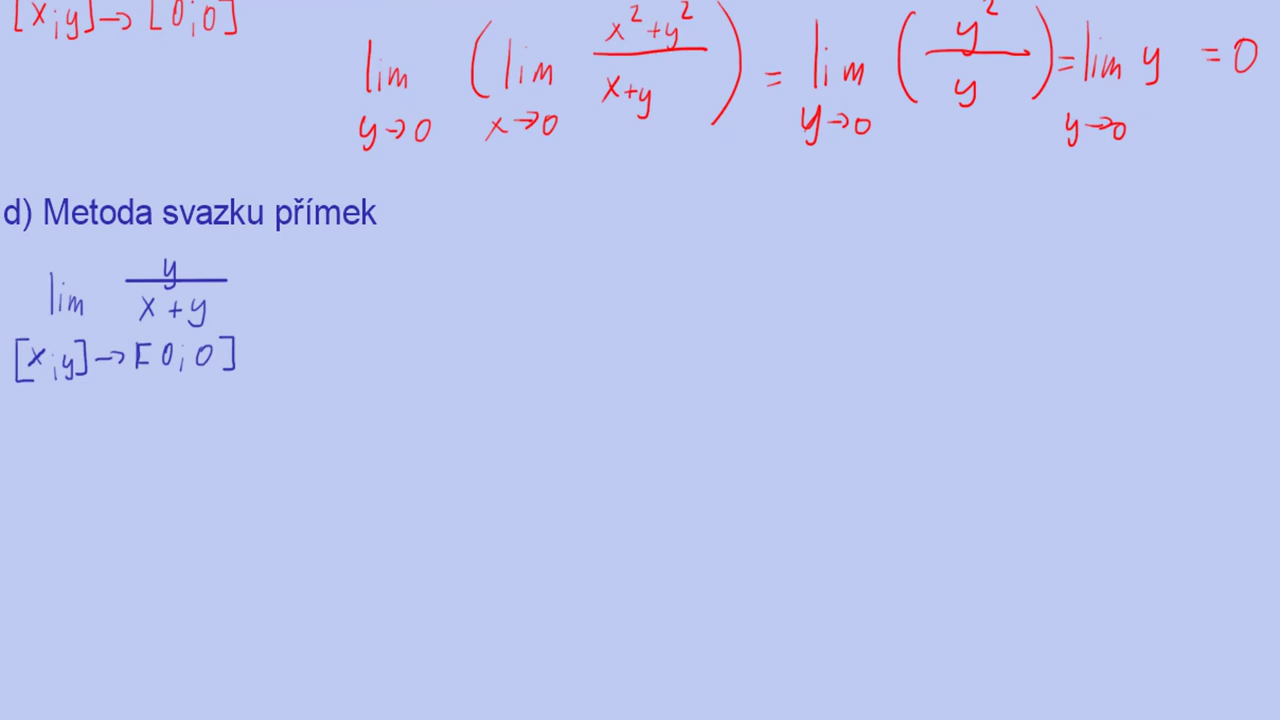 [x;y]→[0;0]
lim y→0 ( lim x→0 (x²+y²)/(x+y) ) = lim y→0 ( y²/y ) = lim y→0 y = 0
d) Metoda svazku přímek
lim y/(x+y)
[x;y]→[0;0]